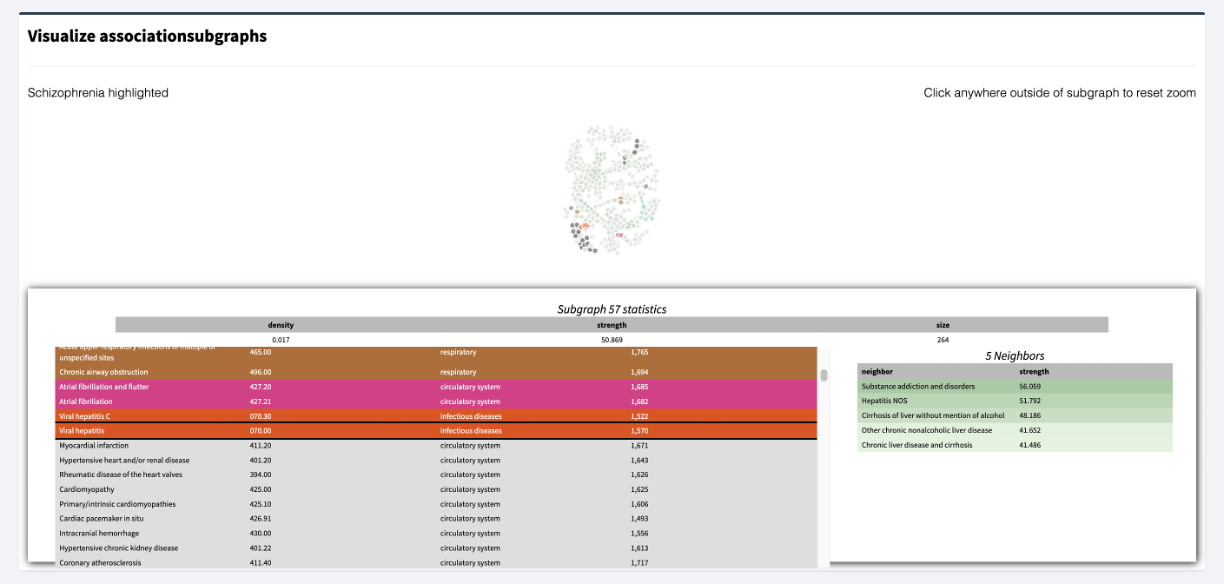 Visualize associationsubgraphs
Schizophrenia highlighted
Click anywhere outside of subgraph to reset zoom
Subgraph 57 statistics
density strength size
0.017 50.869 264
unspecified sites 465.00 respiratory 1,765
Chronic airway obstruction 496.00 respiratory 1,694
Atrial fibrillation and flutter 427.20 circulatory system 1,685
Atrial fibrillation 427.21 circulatory system 1,682
Viral hepatitis C 070.30 infectious diseases 1,522
Viral hepatitis 070.00 infectious diseases 1,570
Myocardial infarction 411.20 circulatory system 1,671
Hypertensive heart and/or renal disease 401.20 circulatory system 1,643
Rheumatic disease of the heart valves 394.00 circulatory system 1,626
Cardiomyopathy 425.00 circulatory system 1,625
Primary/intrinsic cardiomyopathies 425.10 circulatory system 1,606
Cardiac pacemaker in situ 426.91 circulatory system 1,493
Intracranial hemorrhage 430.00 circulatory system 1,556
Hypertensive chronic kidney disease 401.22 circulatory system 1,613
Coronary atherosclerosis 411.40 circulatory system 1,717
5 Neighbors
neighbor strength
Substance addiction and disorders 56.059
Hepatitis NOS 51.792
Cirrhosis of liver without mention of alcohol 48.186
Other chronic nonalcoholic liver disease 41.652
Chronic liver disease and cirrhosis 41.486